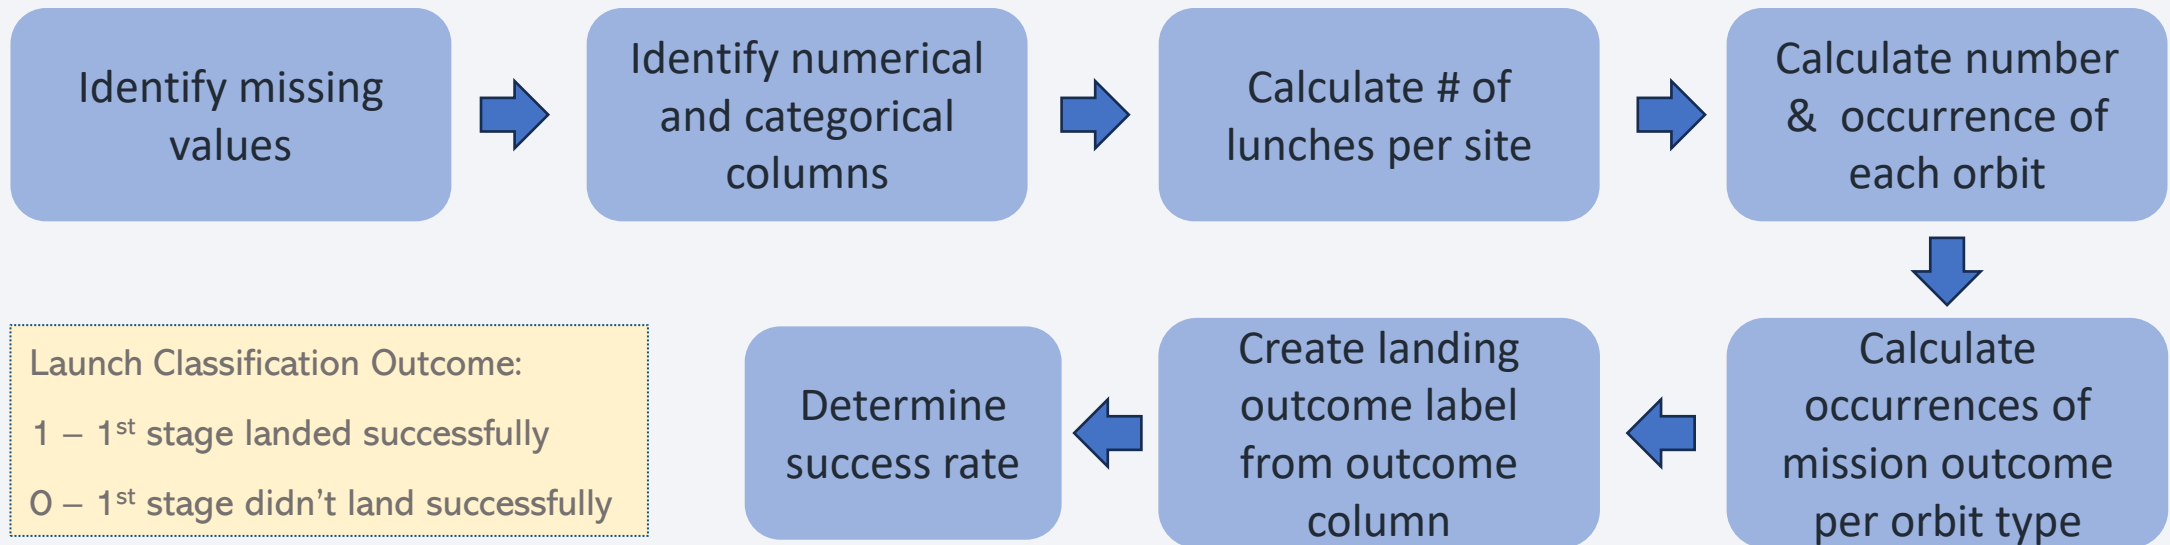 Identify missing
values
Identify numerical
and categorical
columns
Calculate # of
lunches per site
Calculate number
& occurrence of
each orbit
Calculate
occurrences of
mission outcome
per orbit type
Create landing
outcome label
from outcome
column
Determine
success rate
Launch Classification Outcome:
1 – 1st stage landed successfully
0 – 1st stage didn’t land successfully